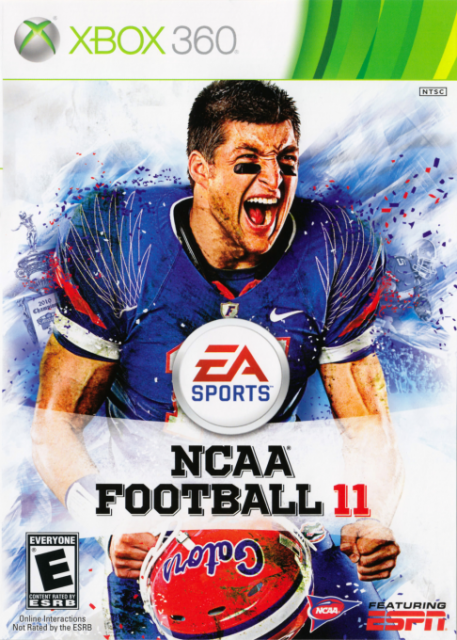 XBOX 360
NTSC
2010
F
EA
SPORTS
NCAA
FOOTBALL 11
Gators
EVERYONE
E
CONTENT RATED BY
ESRB
Online Interactions
Not Rated by the ESRB
NCAA
FEATURING
ESPN